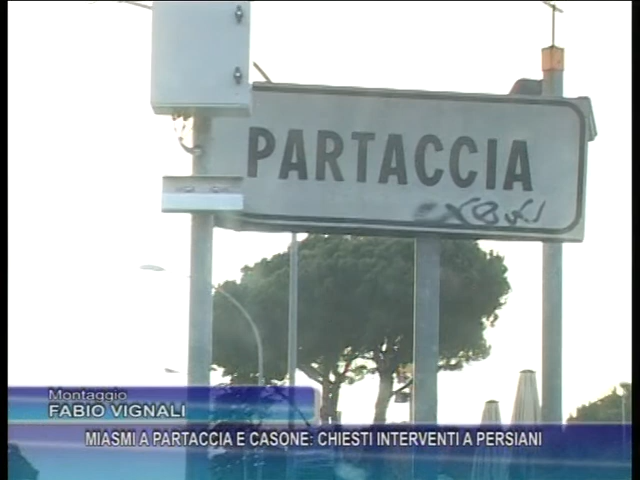 PARTACCIA
Montaggio
FABIO VIGNALI
MIASMI A PARTACCIA E CASONE: CHIESTI INTERVENTI A PERSIANI